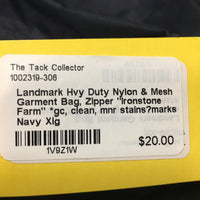 The Tack Collector
1002319-306
Landmark Hvy Duty Nylon & Mesh
Garment Bag, Zipper "Ironstone
Farm" *gc, clean, mnr stains?marks
Navy Xlg
$20.00
1V9Z1W